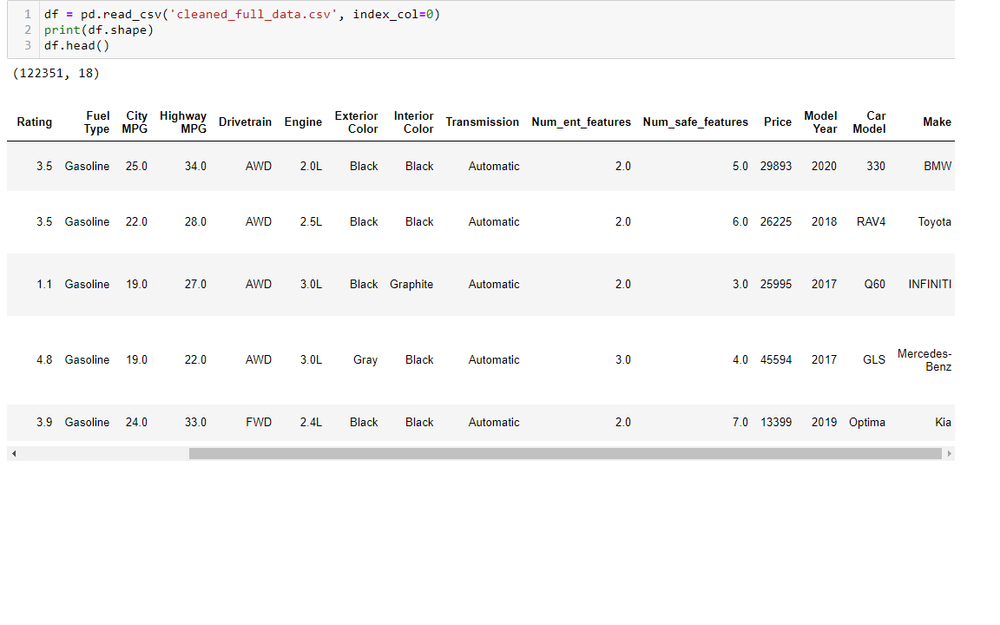 1 df = pd.read_csv('cleaned_full_data.csv', index_col=0)
2 print(df.shape)
3 df.head()
(122351, 18)
Rating Fuel Type City MPG Highway MPG Drivetrain Engine Exterior Color Interior Color Transmission Num_ent_features Num_safe_features Price Model Year Car Model Make
3.5 Gasoline 25.0 34.0 AWD 2.0L Black Black Automatic 2.0 5.0 29893 2020 330 BMW
3.5 Gasoline 22.0 28.0 AWD 2.5L Black Black Automatic 2.0 6.0 26225 2018 RAV4 Toyota
1.1 Gasoline 19.0 27.0 AWD 3.0L Black Graphite Automatic 2.0 3.0 25995 2017 Q60 INFINITI
4.8 Gasoline 19.0 22.0 AWD 3.0L Gray Black Automatic 3.0 4.0 45594 2017 GLS Mercedes-Benz
3.9 Gasoline 24.0 33.0 FWD 2.4L Black Black Automatic 2.0 7.0 13399 2019 Optima Kia